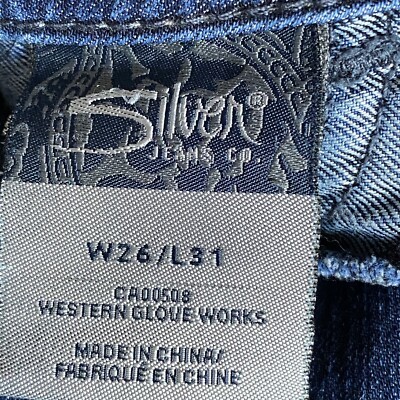 Silver®
JEANS CO.
W26/L31
CA00508
WESTERN GLOVE WORKS
MADE IN CHINA/
FABRIQUÉ EN CHINE